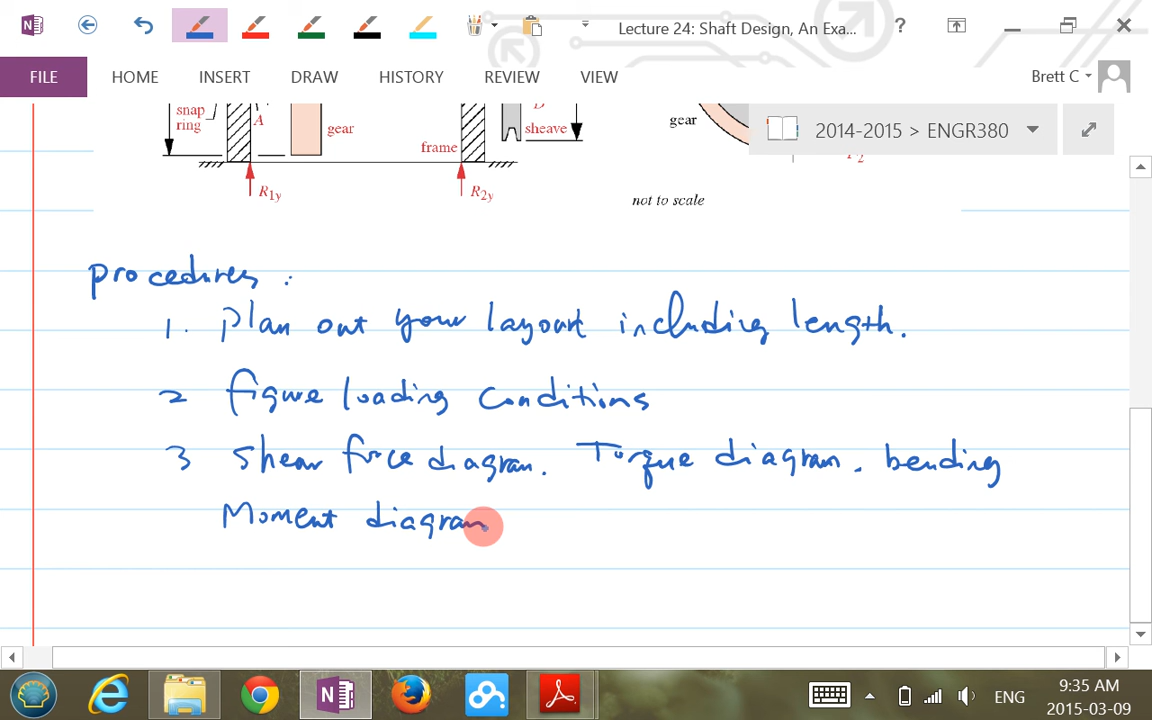 Lecture 24: Shaft Design, An Exa...
?
FILE
HOME
INSERT
DRAW
HISTORY
REVIEW
VIEW
Brett C
2014-2015 > ENGR380
snap
ring
A
gear
frame
sheave
gear
R1y
R2y
not to scale
procedures :
1. plan out your layout including length.
2 figure loading conditions
3 Shear force diagram. Torque diagram. bending
Moment diagram
ENG
9:35 AM
2015-03-09